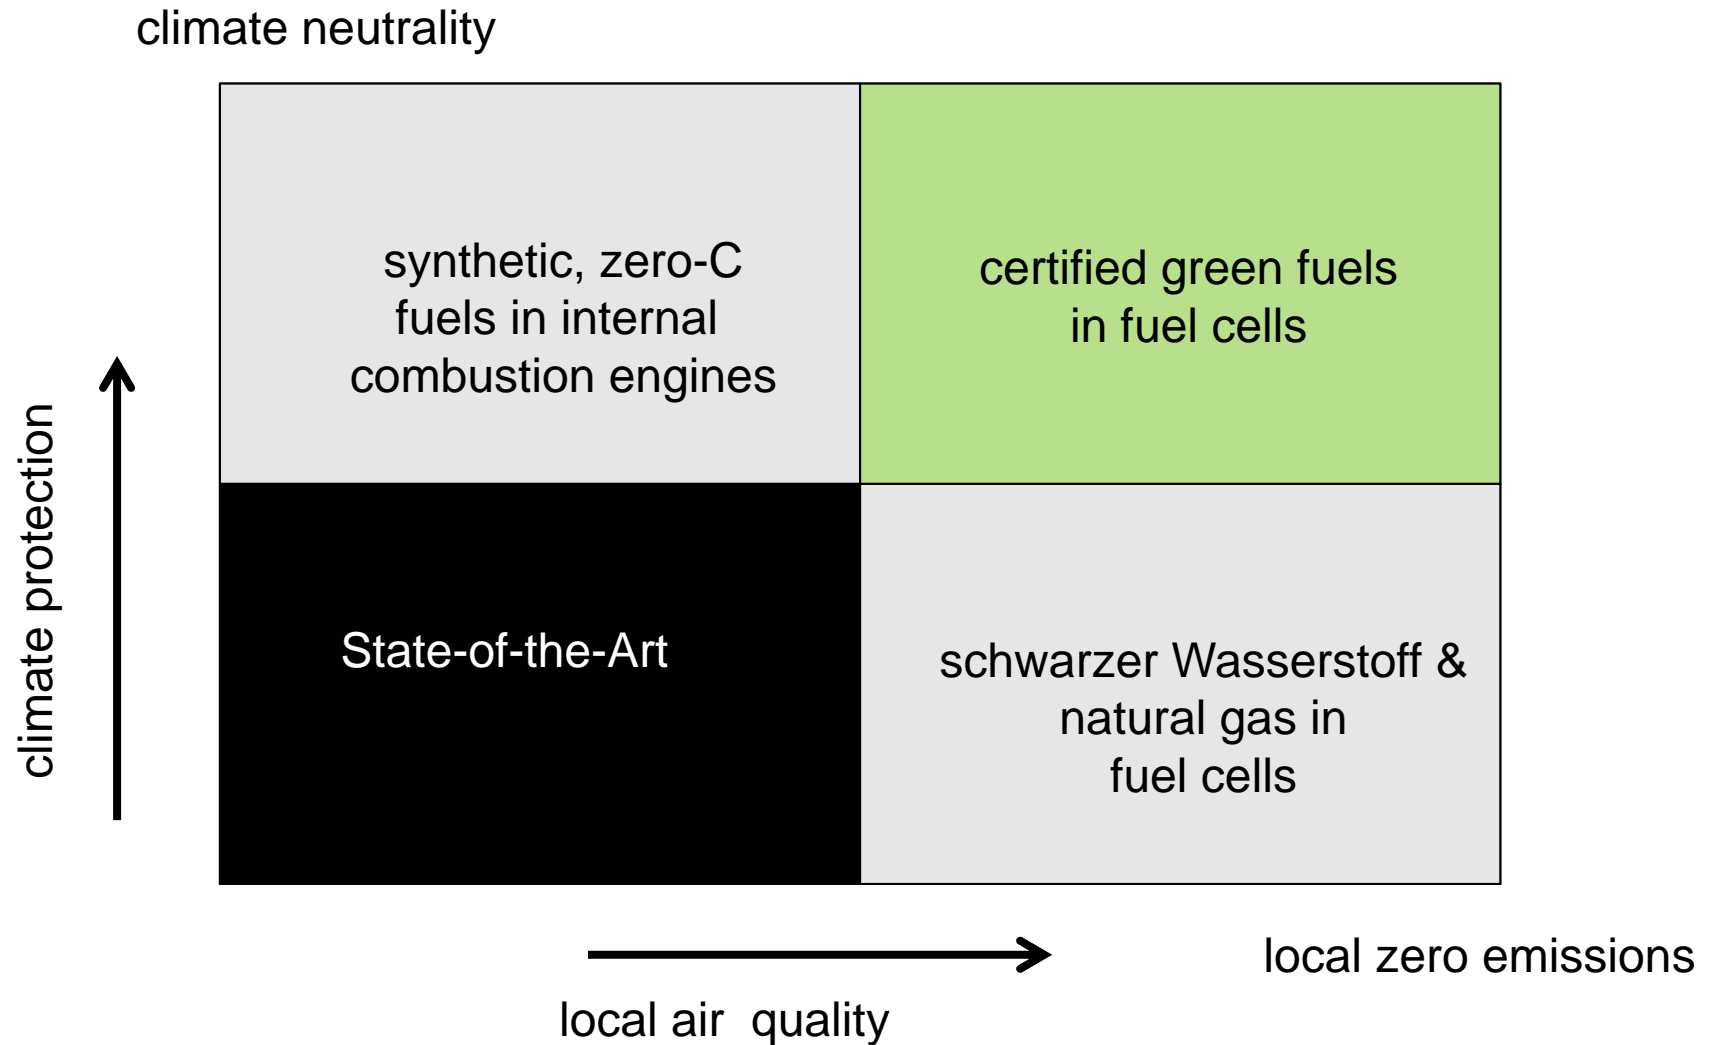 climate neutrality
synthetic, zero-C
fuels in internal
combustion engines
certified green fuels
in fuel cells
climate protection
State-of-the-Art
schwarzer Wasserstoff &
natural gas in
fuel cells
local zero emissions
local air quality